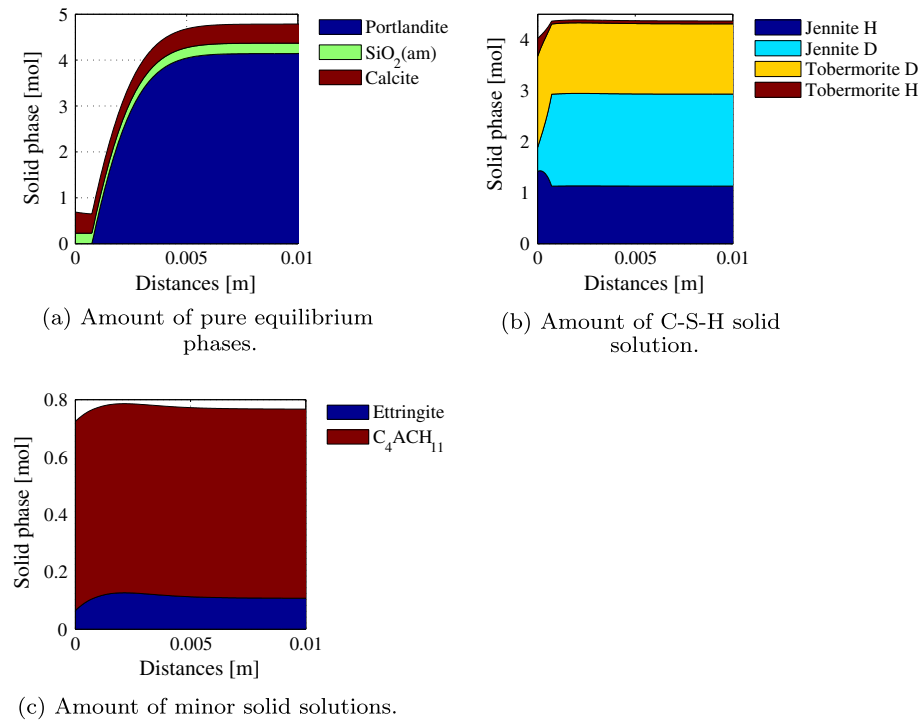 5
4
3
2
1
0
Solid phase [mol]
0
0.005
0.01
Distances [m]
Portlandite
SiO2(am)
Calcite
(a) Amount of pure equilibrium
phases.
4
3
2
1
0
Solid phase [mol]
0
0.005
0.01
Distances [m]
Jennite H
Jennite D
Tobermorite D
Tobermorite H
(b) Amount of C-S-H solid
solution.
0.8
0.6
0.4
0.2
0
Solid phase [mol]
0
0.005
0.01
Distances [m]
Ettringite
C4ACH11
(c) Amount of minor solid solutions.